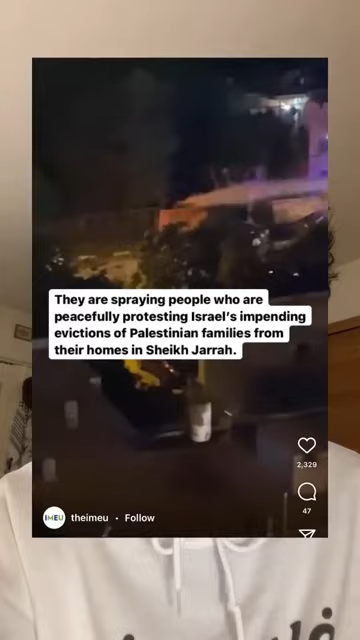 They are spraying people who are
peacefully protesting Israel's impending
evictions of Palestinian families from
their homes in Sheikh Jarrah.
2,329
47
IMEU theimeu • Follow